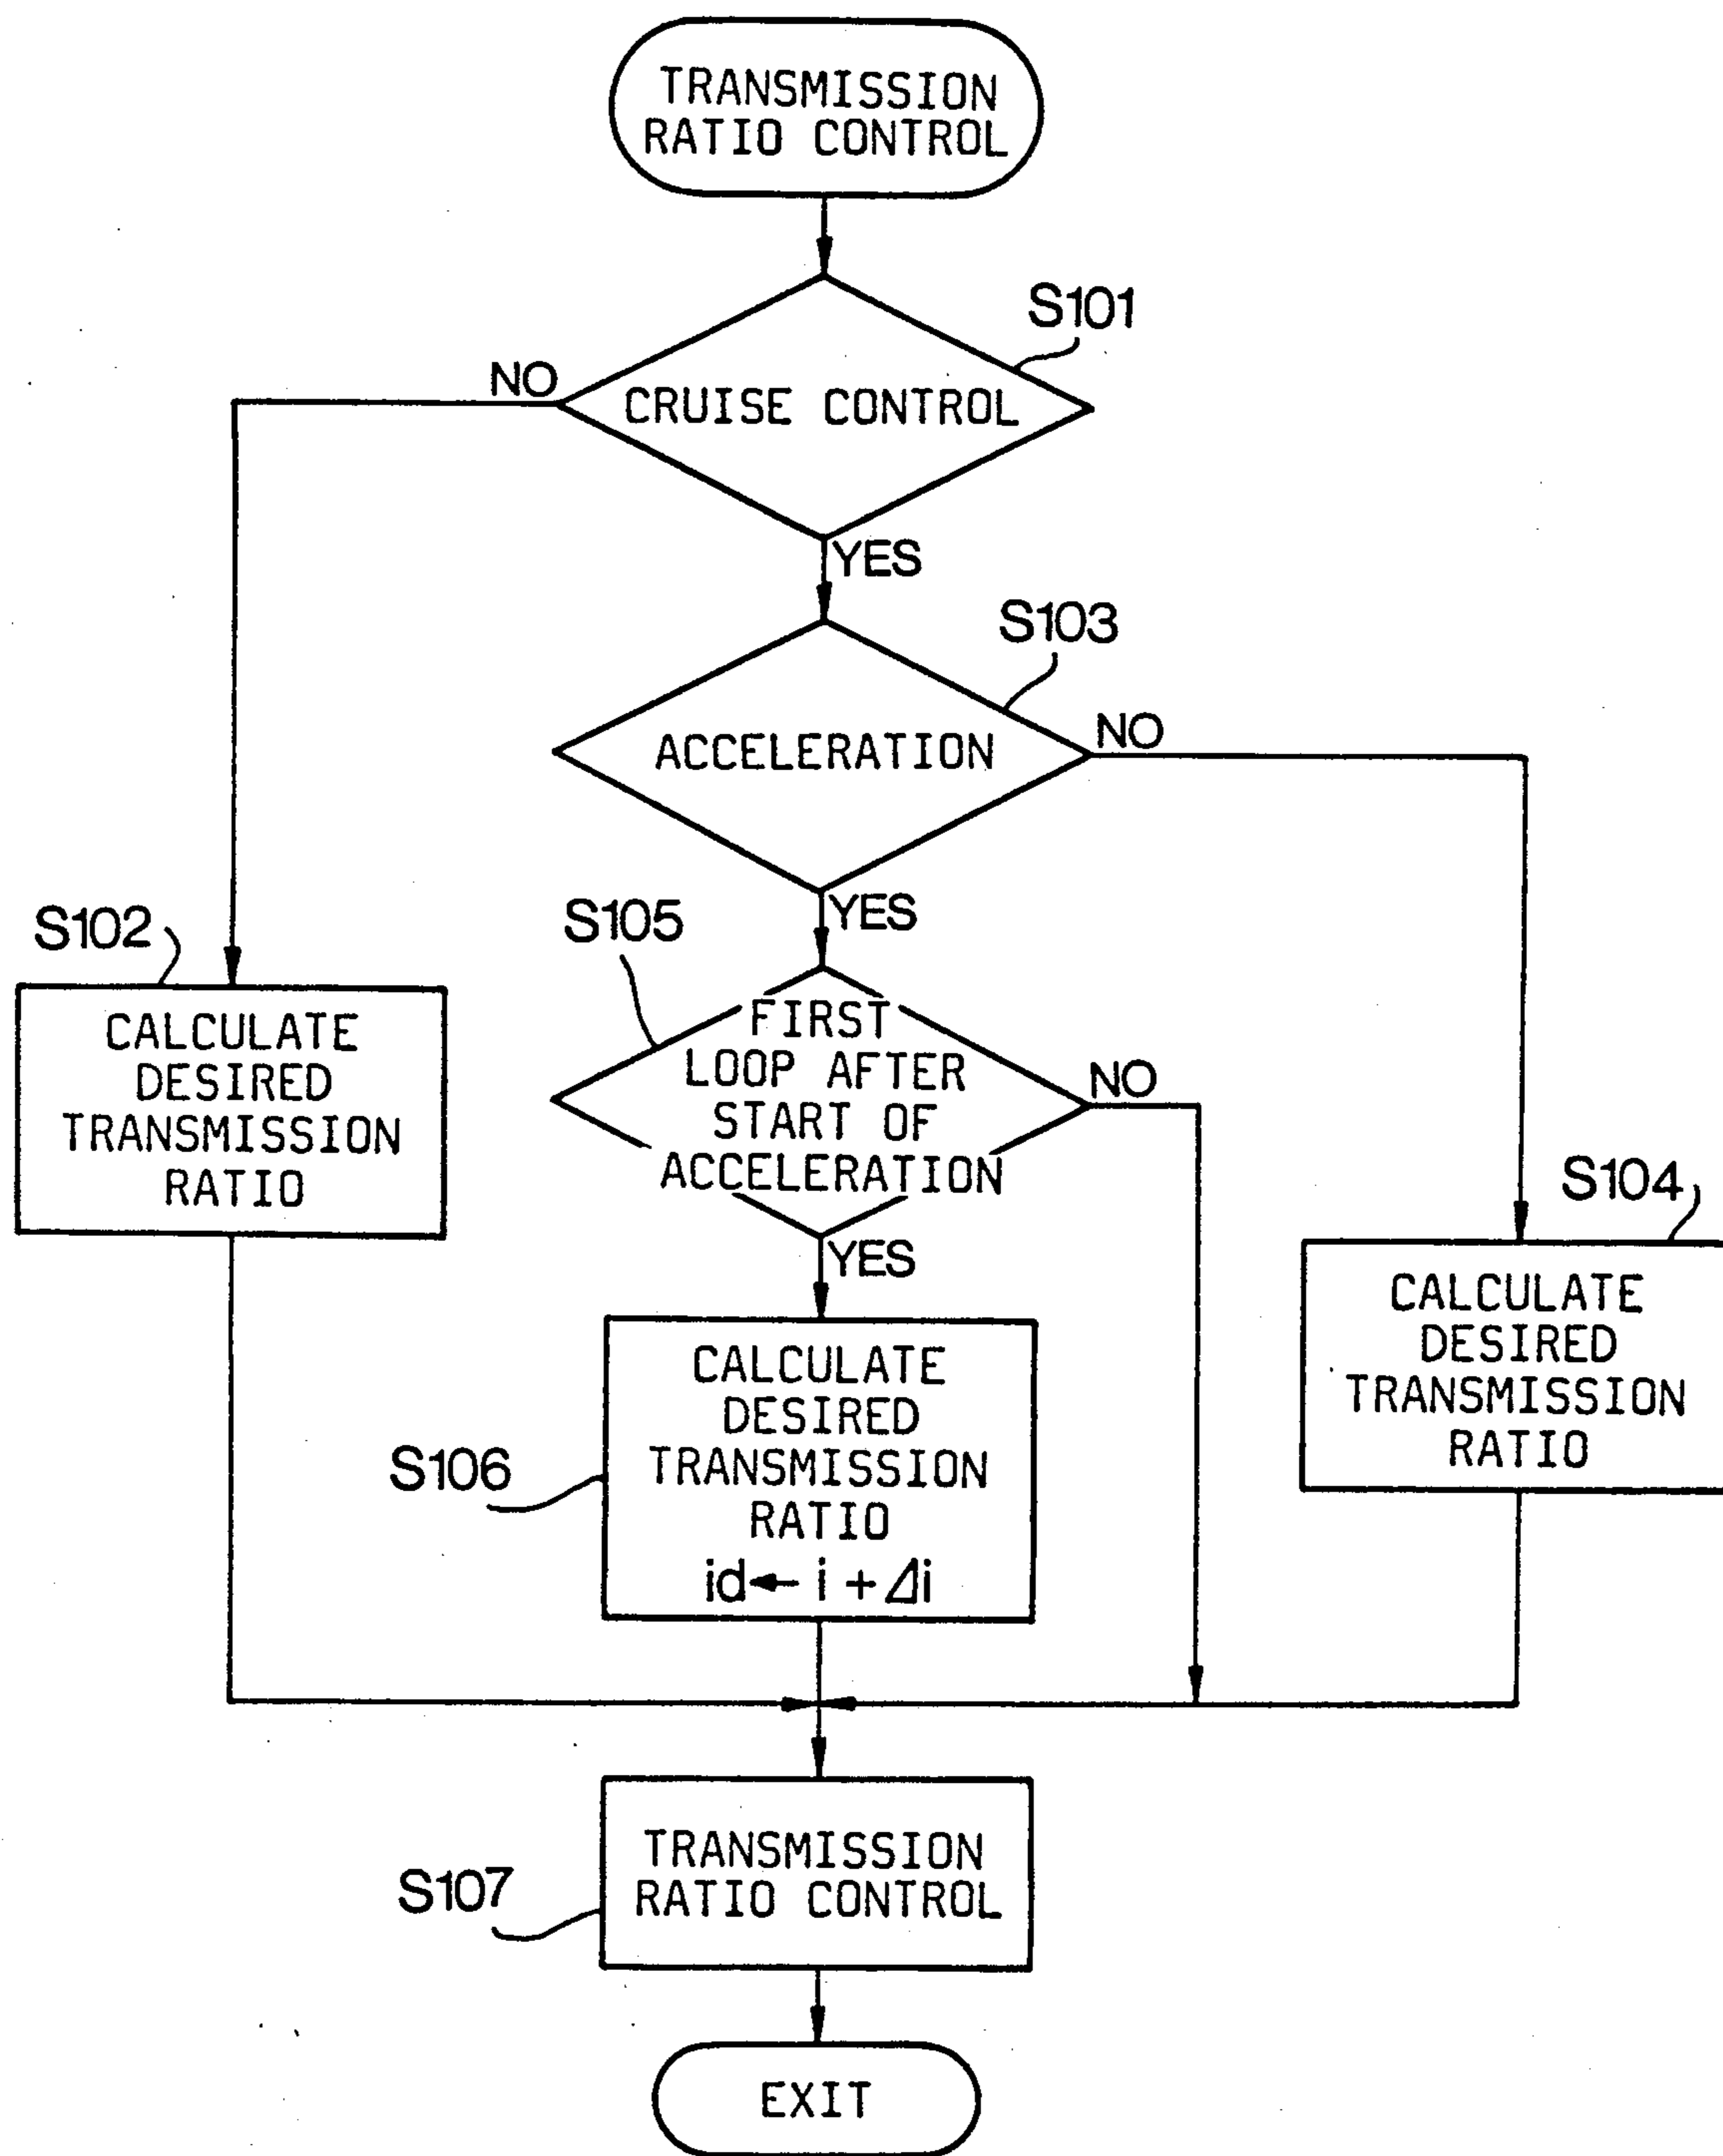 TRANSMISSION
RATIO CONTROL
S101
NO
CRUISE CONTROL
YES
S103
ACCELERATION
NO
YES
S102
S105
CALCULATE
DESIRED
TRANSMISSION
RATIO
FIRST
LOOP AFTER
START OF
ACCELERATION
NO
YES
S104
CALCULATE
DESIRED
TRANSMISSION
RATIO
S106
CALCULATE
DESIRED
TRANSMISSION
RATIO
id ← i + Δi
S107
TRANSMISSION
RATIO CONTROL
EXIT